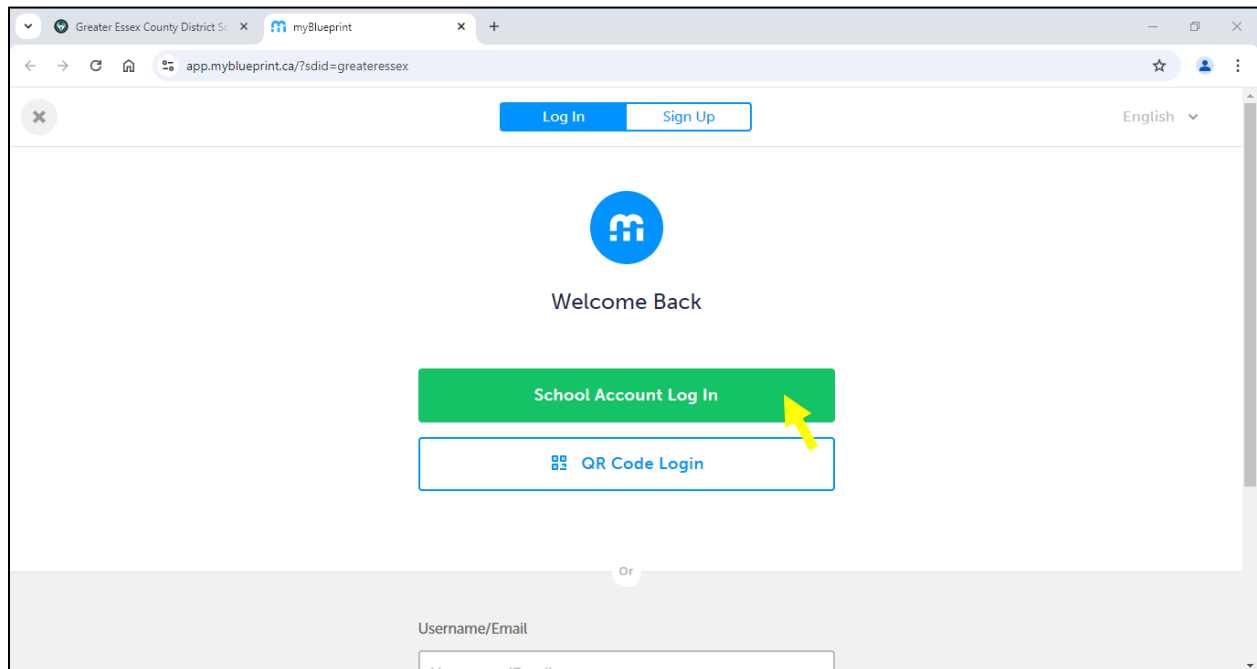 Greater Essex County District Sc
myBlueprint
app.myblueprint.ca/?sdid=greateressex
Log In
Sign Up
English
Welcome Back
School Account Log In
QR Code Login
Or
Username/Email